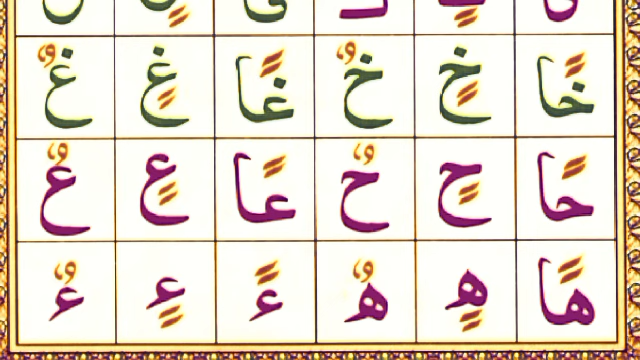 خًا خٍ خٌ غًا غٍ غٌ
حًا حٍ حٌ عًا عٍ عٌ
هًا هٍ هٌ ءً ءٍ ءٌ